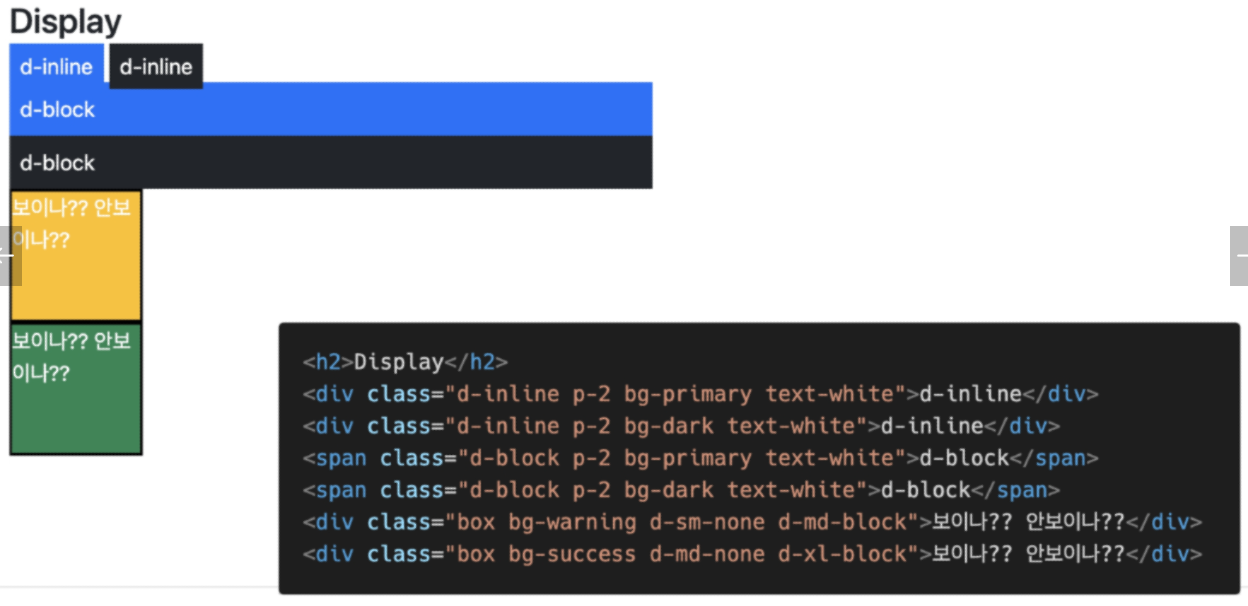 Display
d-inline d-inline
d-block
d-block
보이나?? 안보
이나??
보이나?? 안보
이나??
<h2>Display</h2>
<div class="d-inline p-2 bg-primary text-white">d-inline</div>
<div class="d-inline p-2 bg-dark text-white">d-inline</div>
<span class="d-block p-2 bg-primary text-white">d-block</span>
<span class="d-block p-2 bg-dark text-white">d-block</span>
<div class="box bg-warning d-sm-none d-md-block">보이나?? 안보이나??</div>
<div class="box bg-success d-md-none d-xl-block">보이나?? 안보이나??</div>